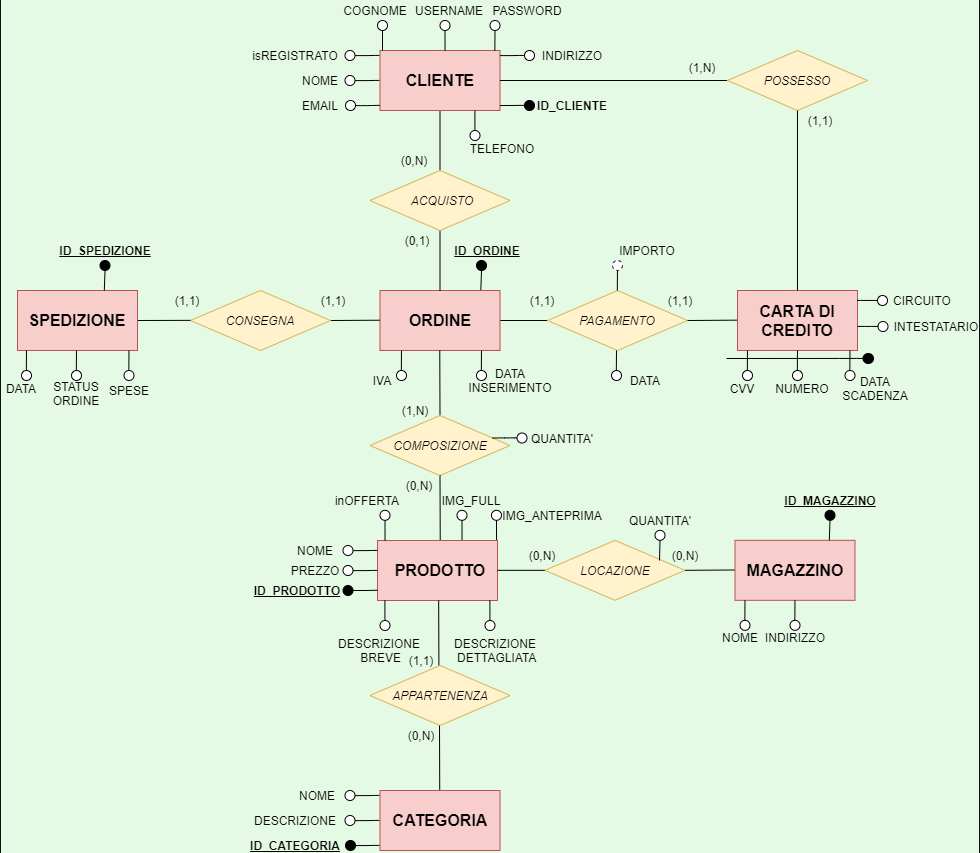 COGNOME USERNAME PASSWORD
isREGISTRATO
INDIRIZZO
NOME
CLIENTE
(1,N)
POSSESSO
EMAIL
ID_CLIENTE
(1,1)
TELEFONO
(0,N)
ACQUISTO
(0,1)
ID_SPEDIZIONE
ID_ORDINE
IMPORTO
(1,1)
(1,1)
(1,1)
(1,1)
CIRCUITO
SPEDIZIONE
CONSEGNA
ORDINE
PAGAMENTO
CARTA DI
CREDITO
INTESTATARIO
DATA
STATUS
ORDINE
SPESE
IVA
DATA
INSERIMENTO
DATA
CVV
NUMERO
DATA
SCADENZA
(1,N)
COMPOSIZIONE
QUANTITA'
(0,N)
inOFFERTA
IMG_FULL
IMG_ANTEPRIMA
ID_MAGAZZINO
QUANTITA'
NOME
(0,N)
(0,N)
PREZZO
PRODOTTO
LOCAZIONE
MAGAZZINO
ID_PRODOTTO
DESCRIZIONE
BREVE
DESCRIZIONE
DETTAGLIATA
NOME
INDIRIZZO
(1,1)
APPARTENENZA
(0,N)
NOME
DESCRIZIONE
CATEGORIA
ID_CATEGORIA